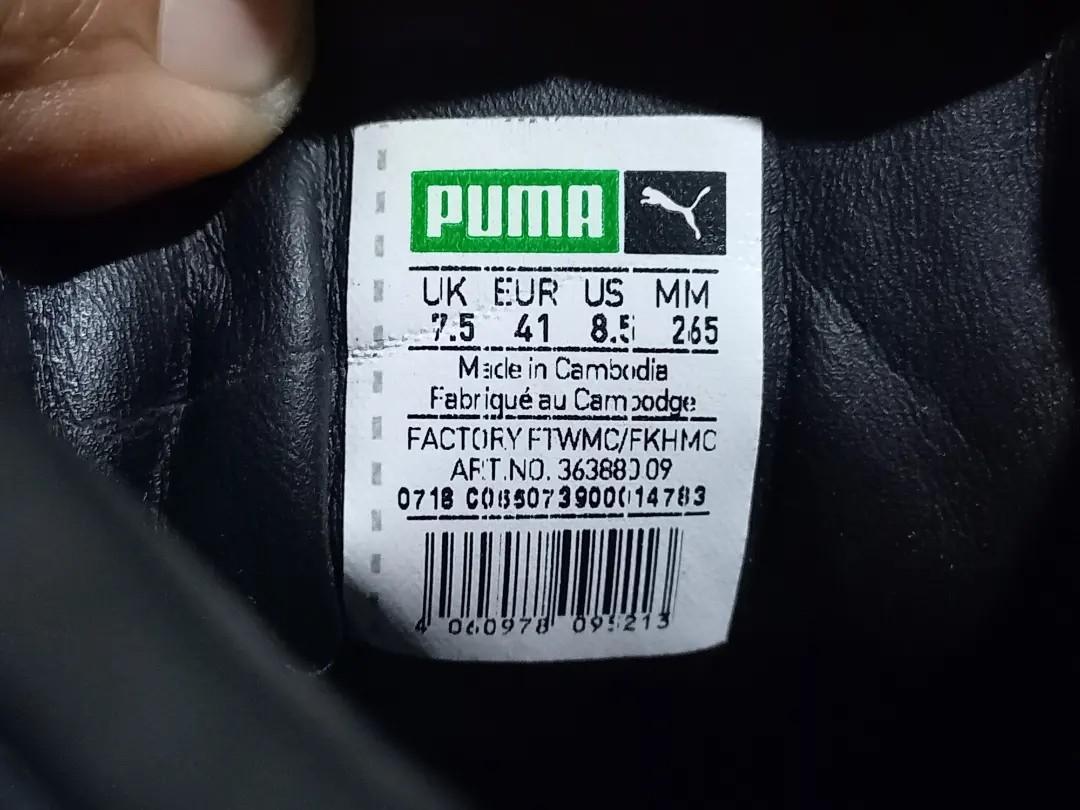 PUMA
UK EUR US MM
7.5 41 8.5 265
Made in Cambodia
Fabriqué au Cambodge
FACTORY FTWMC/FKHMC
ART.NO. 363880 09
0718
4 060978 095213